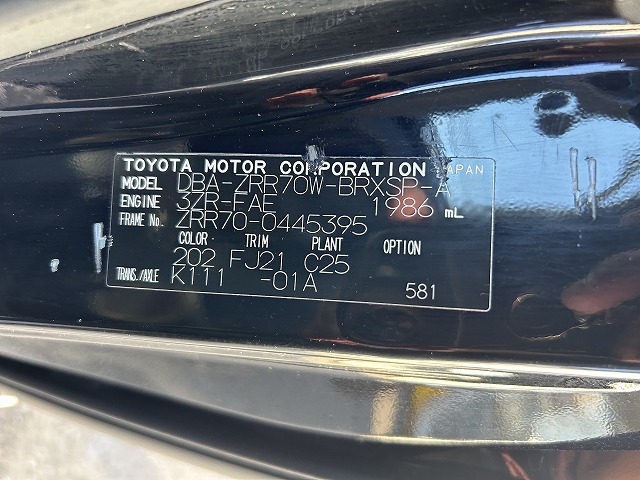 TOYOTA MOTOR CORPORATION JAPAN
MODEL DBA-ZRR70W-BRXSP-A
ENGINE 3ZR-FAE 1986 mL
FRAME No. ZRR70-0445395
COLOR TRIM PLANT OPTION
202 FJ21 C25
TRANS./AXLE K111 -01A
581